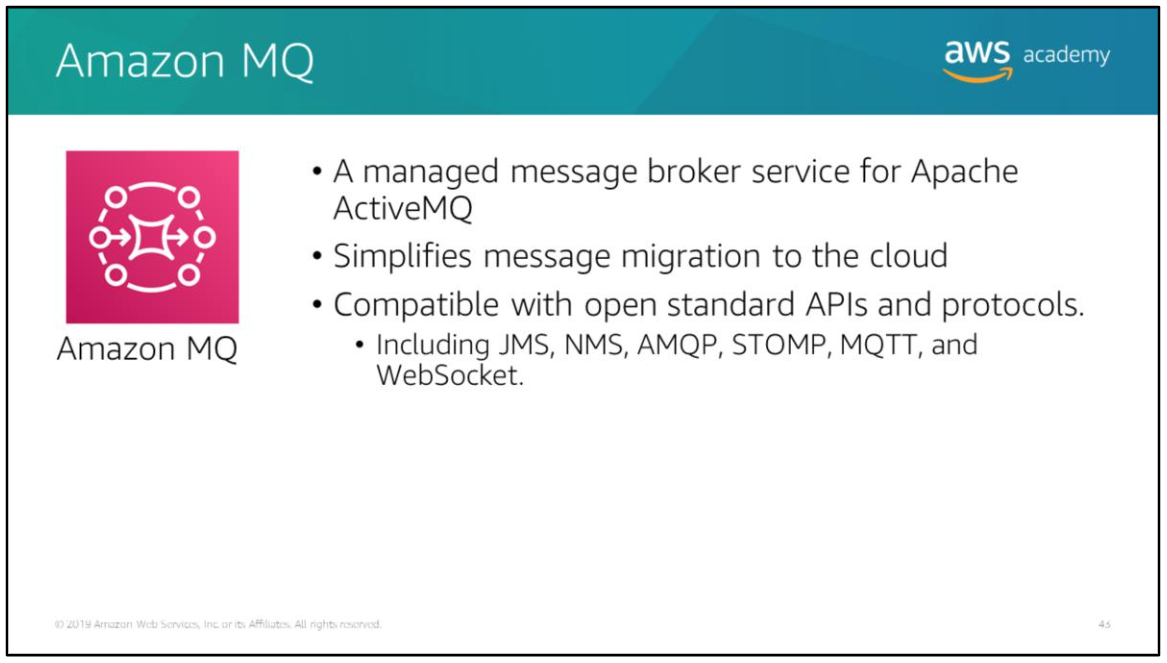 Amazon MQ
aws academy
• A managed message broker service for Apache
ActiveMQ
• Simplifies message migration to the cloud
• Compatible with open standard APIs and protocols.
• Including JMS, NMS, AMQP, STOMP, MQTT, and
WebSocket.
Amazon MQ
© 2019 Amazon Web Services, Inc. or its Affiliates. All rights reserved.
43